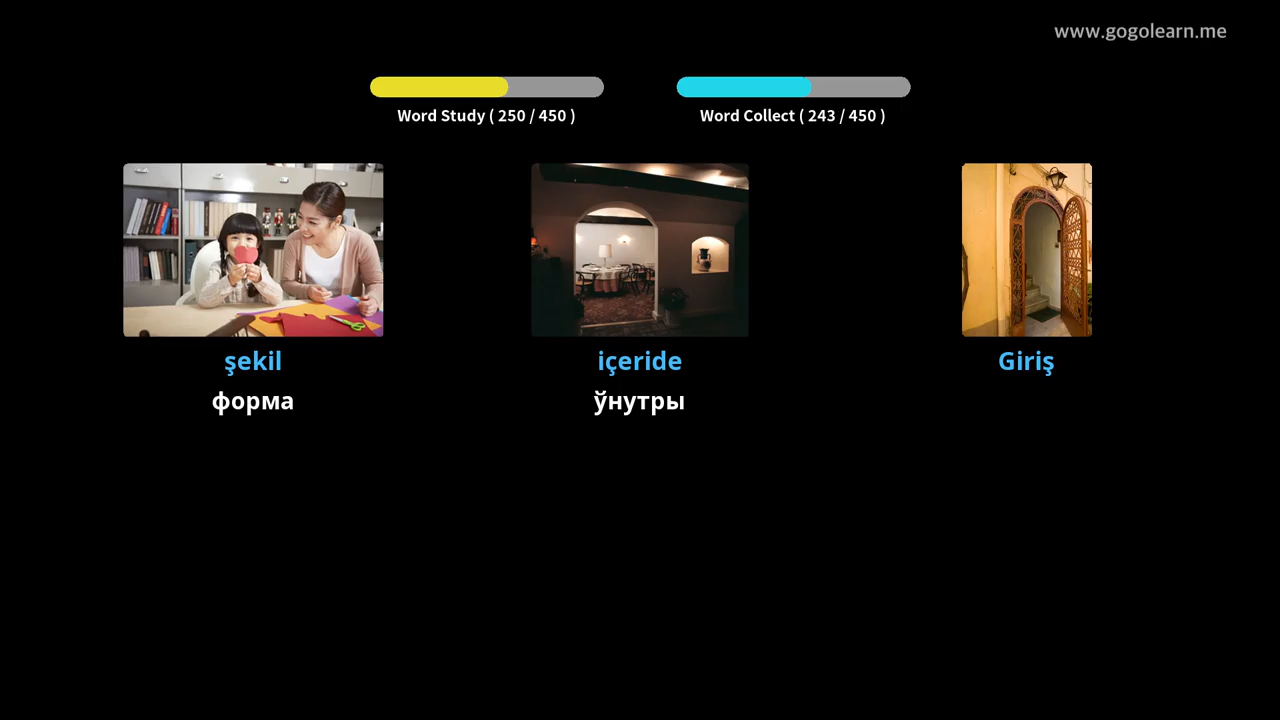 www.gogolearn.me
Word Study ( 250 / 450 )
Word Collect ( 243 / 450 )
şekil
içeride
Giriş
форма
ўнутры